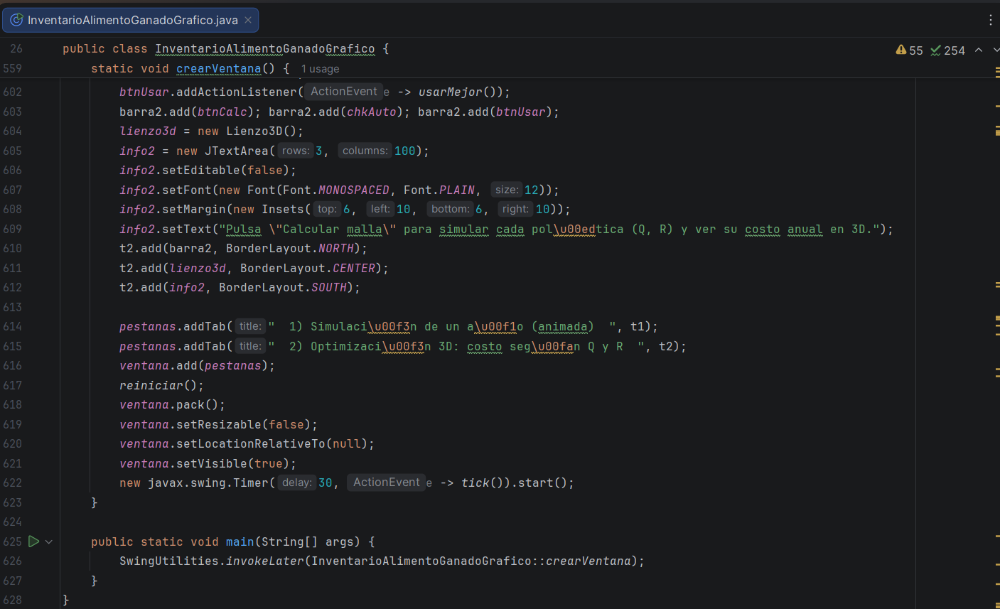 InventarioAlimentoGanadoGrafico.java
26 public class InventarioAlimentoGanadoGrafico {
55 254
559 static void crearVentana() { 1 usage
602 btnUsar.addActionListener( ActionEvent e -> usarMejor());
603 barra2.add(btnCalc); barra2.add(chkAuto); barra2.add(btnUsar);
604 lienzo3d = new Lienzo3D();
605 info2 = new JTextArea( rows: 3, columns: 100);
606 info2.setEditable(false);
607 info2.setFont(new Font(Font.MONOSPACED, Font.PLAIN, size: 12));
608 info2.setMargin(new Insets( top: 6, left: 10, bottom: 6, right: 10));
609 info2.setText("Pulsa \"Calcular malla\" para simular cada pol\u00edtica (Q, R) y ver su costo anual en 3D.");
610 t2.add(barra2, BorderLayout.NORTH);
611 t2.add(lienzo3d, BorderLayout.CENTER);
612 t2.add(info2, BorderLayout.SOUTH);
613
614 pestanas.addTab( title: "  1) Simulaci\u00f3n de un a\u00f1o (animada)  ", t1);
615 pestanas.addTab( title: "  2) Optimizaci\u00f3n 3D: costo seg\u00fan Q y R  ", t2);
616 ventana.add(pestanas);
617 reiniciar();
618 ventana.pack();
619 ventana.setResizable(false);
620 ventana.setLocationRelativeTo(null);
621 ventana.setVisible(true);
622 new javax.swing.Timer( delay: 30, ActionEvent e -> tick()).start();
623 }
624
625 public static void main(String[] args) {
626 SwingUtilities.invokeLater(InventarioAlimentoGanadoGrafico::crearVentana);
627 }
628 }